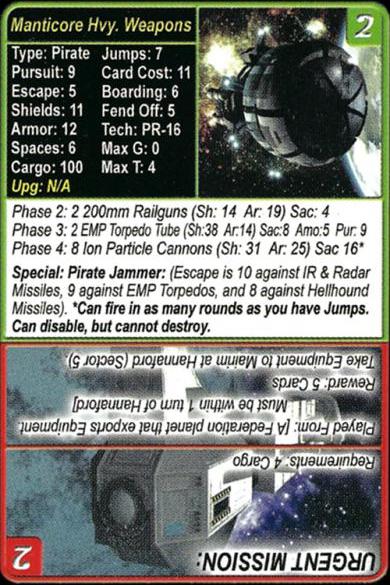 Manticore Hvy. Weapons
2
Type: Pirate Jumps: 7
Pursuit: 9 Card Cost: 11
Escape: 5 Boarding: 6
Shields: 11 Fend Off: 5
Armor: 12 Tech: PR-16
Spaces: 6 Max G: 0
Cargo: 100 Max T: 4
Upg: N/A
Phase 2: 2 200mm Railguns (Sh: 14 Ar: 19) Sac: 4
Phase 3: 2 EMP Torpedo Tube (Sh:38 Ar:14) Sac:8 Amo:5 Pur: 9
Phase 4: 8 Ion Particle Cannons (Sh: 31 Ar: 25) Sac 16*
Special: Pirate Jammer: (Escape is 10 against IR & Radar
Missiles, 9 against EMP Torpedos, and 8 against Hellhound
Missiles). *Can fire in as many rounds as you have Jumps.
Can disable, but cannot destroy.
URGENT MISSION:
2
Requirements: 4 Cargo
Played From: [A Federation planet that exports Equipment
Must be within 1 turn of Hannaford]
Reward: 5 Cards
Take Equipment to Mairim at Hannaford (Sector 5)